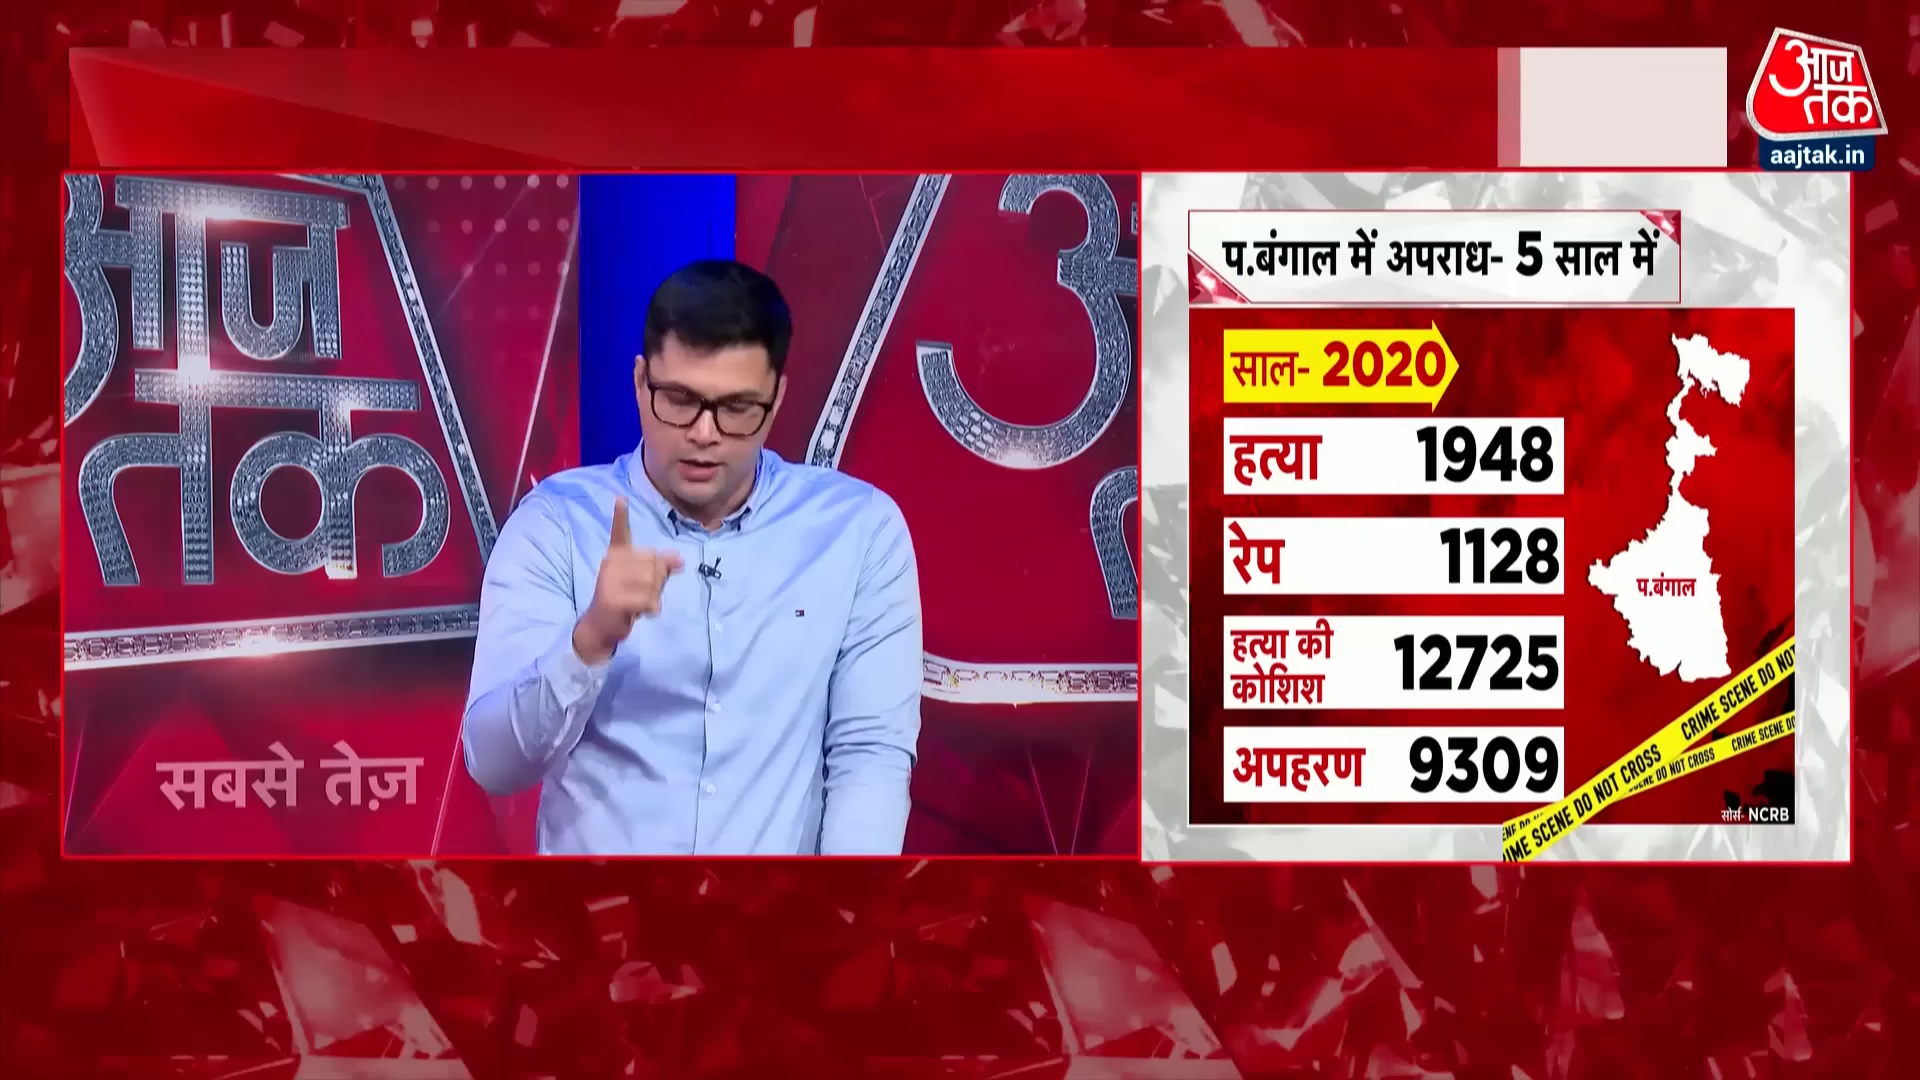 आज
तक
aajtak.in
आज
तक
सबसे तेज़
प.बंगाल में अपराध- 5 साल में
साल- 2020
हत्या 1948
रेप 1128
हत्या की
कोशिश 12725
अपहरण 9309
प.बंगाल
CRIME SCENE DO NOT
CRIME SCENE DO NOT CROSS
सोर्स- NCRB